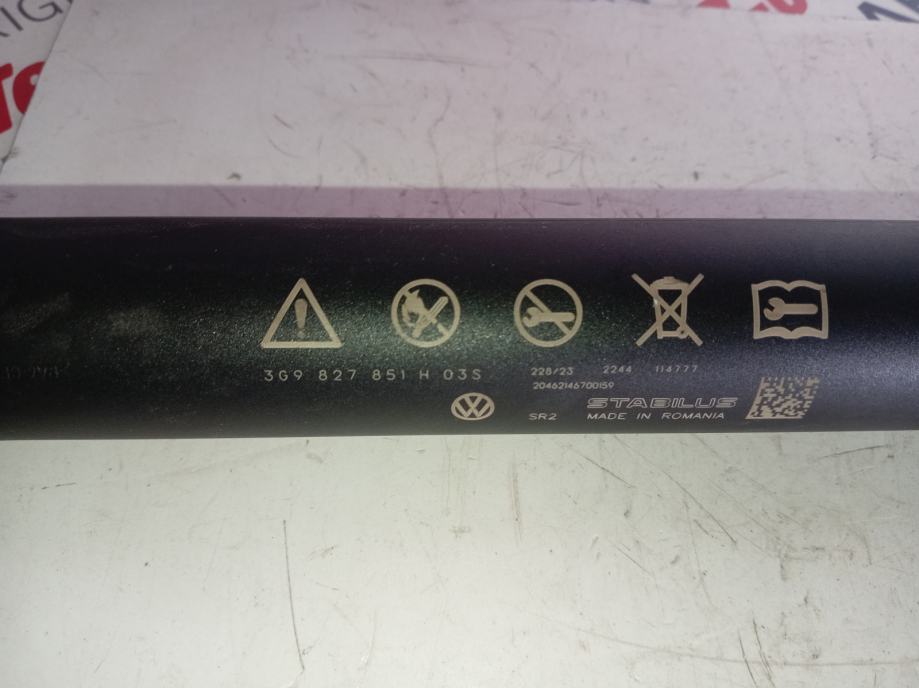 3G9 827 851 H 03S
228/23 2244 114777
20462146700159
STABILUS
SR2 MADE IN ROMANIA